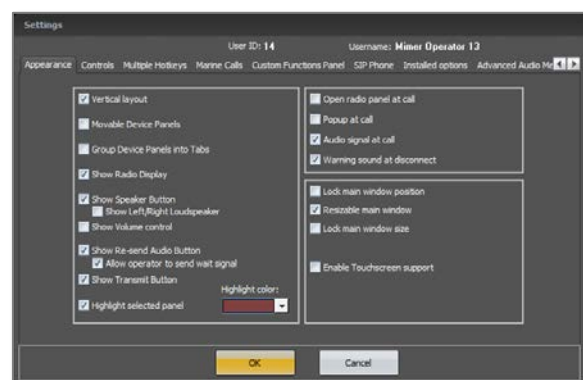 Settings
User ID: 14 Username: Mimer Operator 13
Appearance Controls Multiple Hotkeys Marine Calls Custom Functions Panel SIP Phone Installed options Advanced Audio Me
Vertical layout
Movable Device Panels
Group Device Panels into Tabs
Show Radio Display
Show Speaker Button
Show Left/Right Loudspeaker
Show Volume control
Show Re-send Audio Button
Allow operator to send wait signal
Show Transmit Button
Highlight color:
Highlight selected panel
Open radio panel at call
Popup at call
Audio signal at call
Warning sound at disconnect
Lock main window position
Resizable main window
Lock main window size
Enable Touchscreen support
OK Cancel